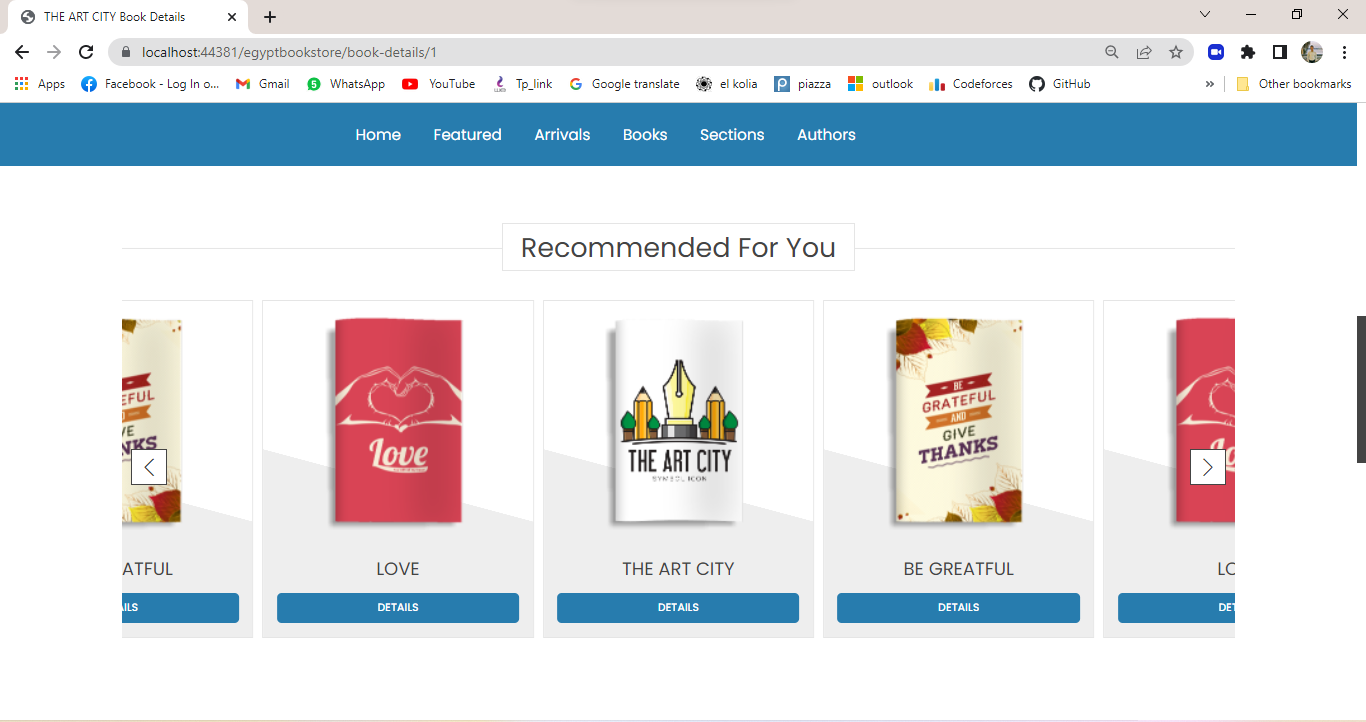 THE ART CITY Book Details
localhost:44381/egyptbookstore/book-details/1
Apps Facebook - Log In o... Gmail WhatsApp YouTube Tp_link Google translate el kolia piazza outlook Codeforces GitHub » Other bookmarks
Home Featured Arrivals Books Sections Authors
Recommended For You
EFUL
VE
NKS
ATFUL
ILS
Love
LOVE
DETAILS
THE ART CITY
SYMBOL ICON
THE ART CITY
DETAILS
BE
GRATEFUL
AND
GIVE
THANKS
BE GREATFUL
DETAILS
LO
DET